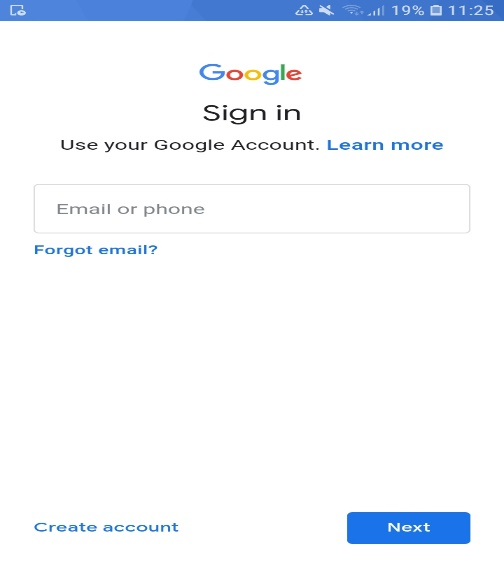 19% 11:25
Google
Sign in
Use your Google Account. Learn more
Email or phone
Forgot email?
Create account Next